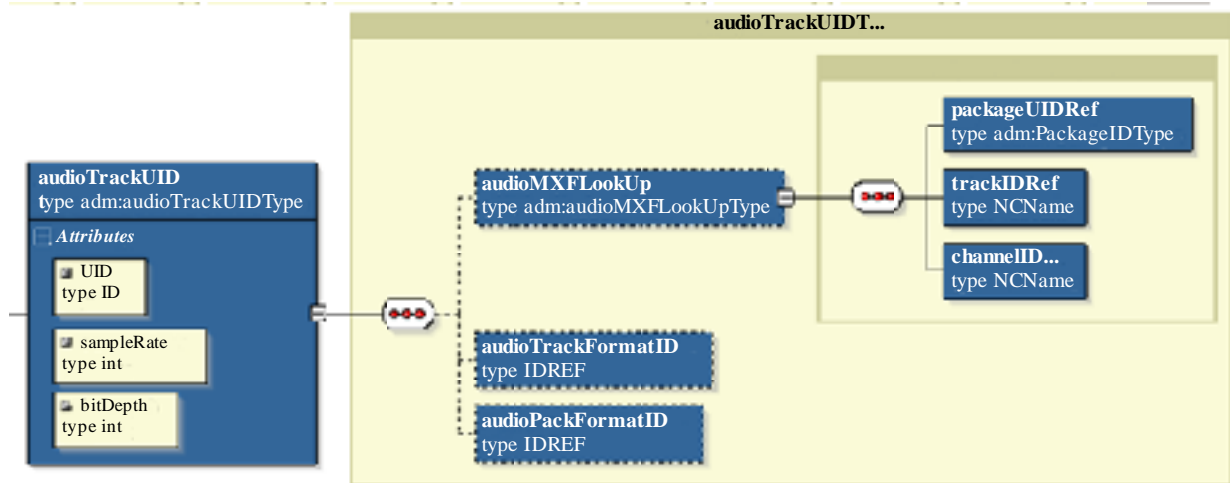 audioTrackUIDT...
audioTrackUID
type adm:audioTrackUIDType
Attributes
UID
type ID
sampleRate
type int
bitDepth
type int
audioMXFLookUp
type adm:audioMXFLookUpType
audioTrackFormatID
type IDREF
audioPackFormatID
type IDREF
packageUIDRef
type adm:PackageIDType
trackIDRef
type NCName
channelID...
type NCName